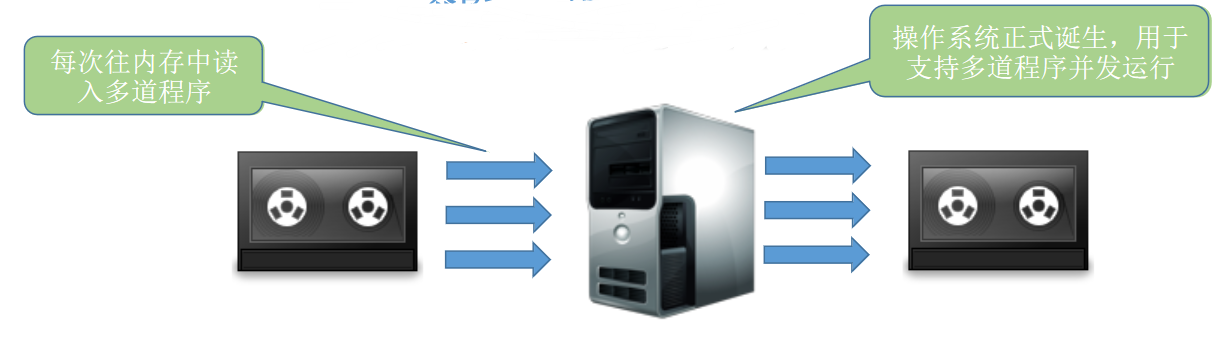 每次往内存中读
入多道程序
操作系统正式诞生，用于
支持多道程序并发运行